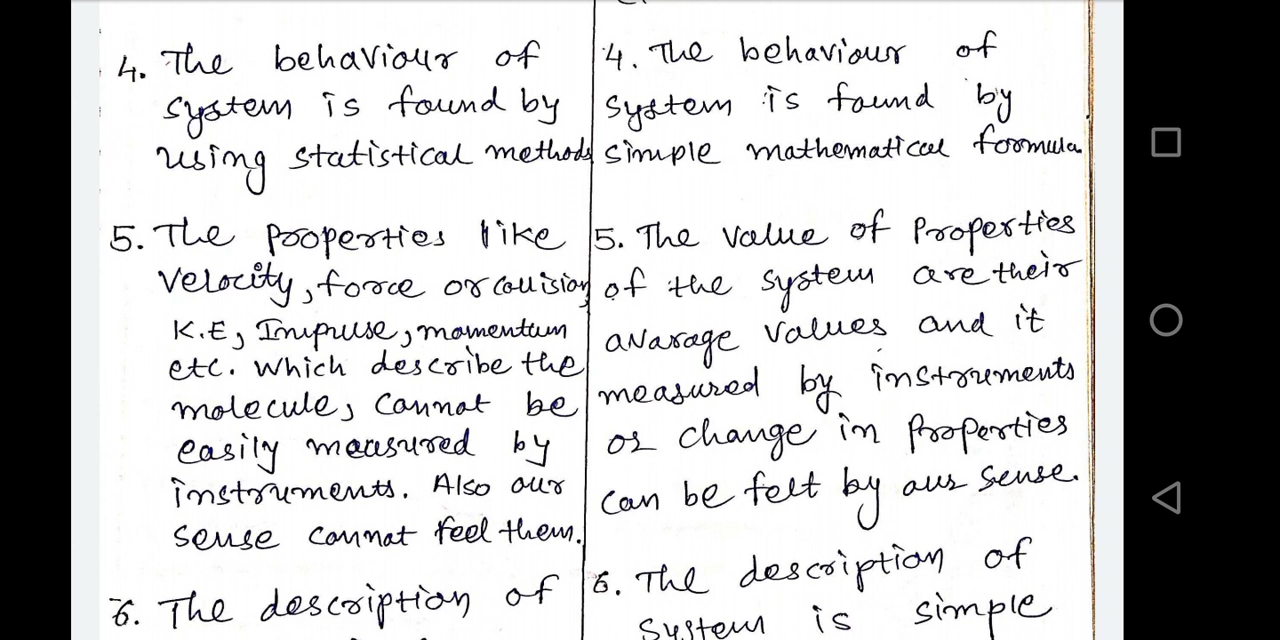 4. The behaviour of
system is found by
using statistical methods
5. The properties like
velocity, force or collision,
K.E, Impulse, momentum
etc. which describe the
molecule, cannot be
easily measured by
instruments. Also our
sense cannot feel them.
6. The description of
4. The behaviour of
system is found by
simple mathematical formula
5. The value of properties
of the system are their
avarage values and it
measured by instruments
or change in properties
can be felt by our sense.
6. The description of
system is simple